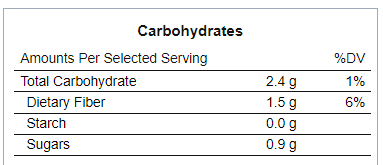 Carbohydrates
Amounts Per Selected Serving %DV
Total Carbohydrate 2.4 g 1%
Dietary Fiber 1.5 g 6%
Starch 0.0 g
Sugars 0.9 g